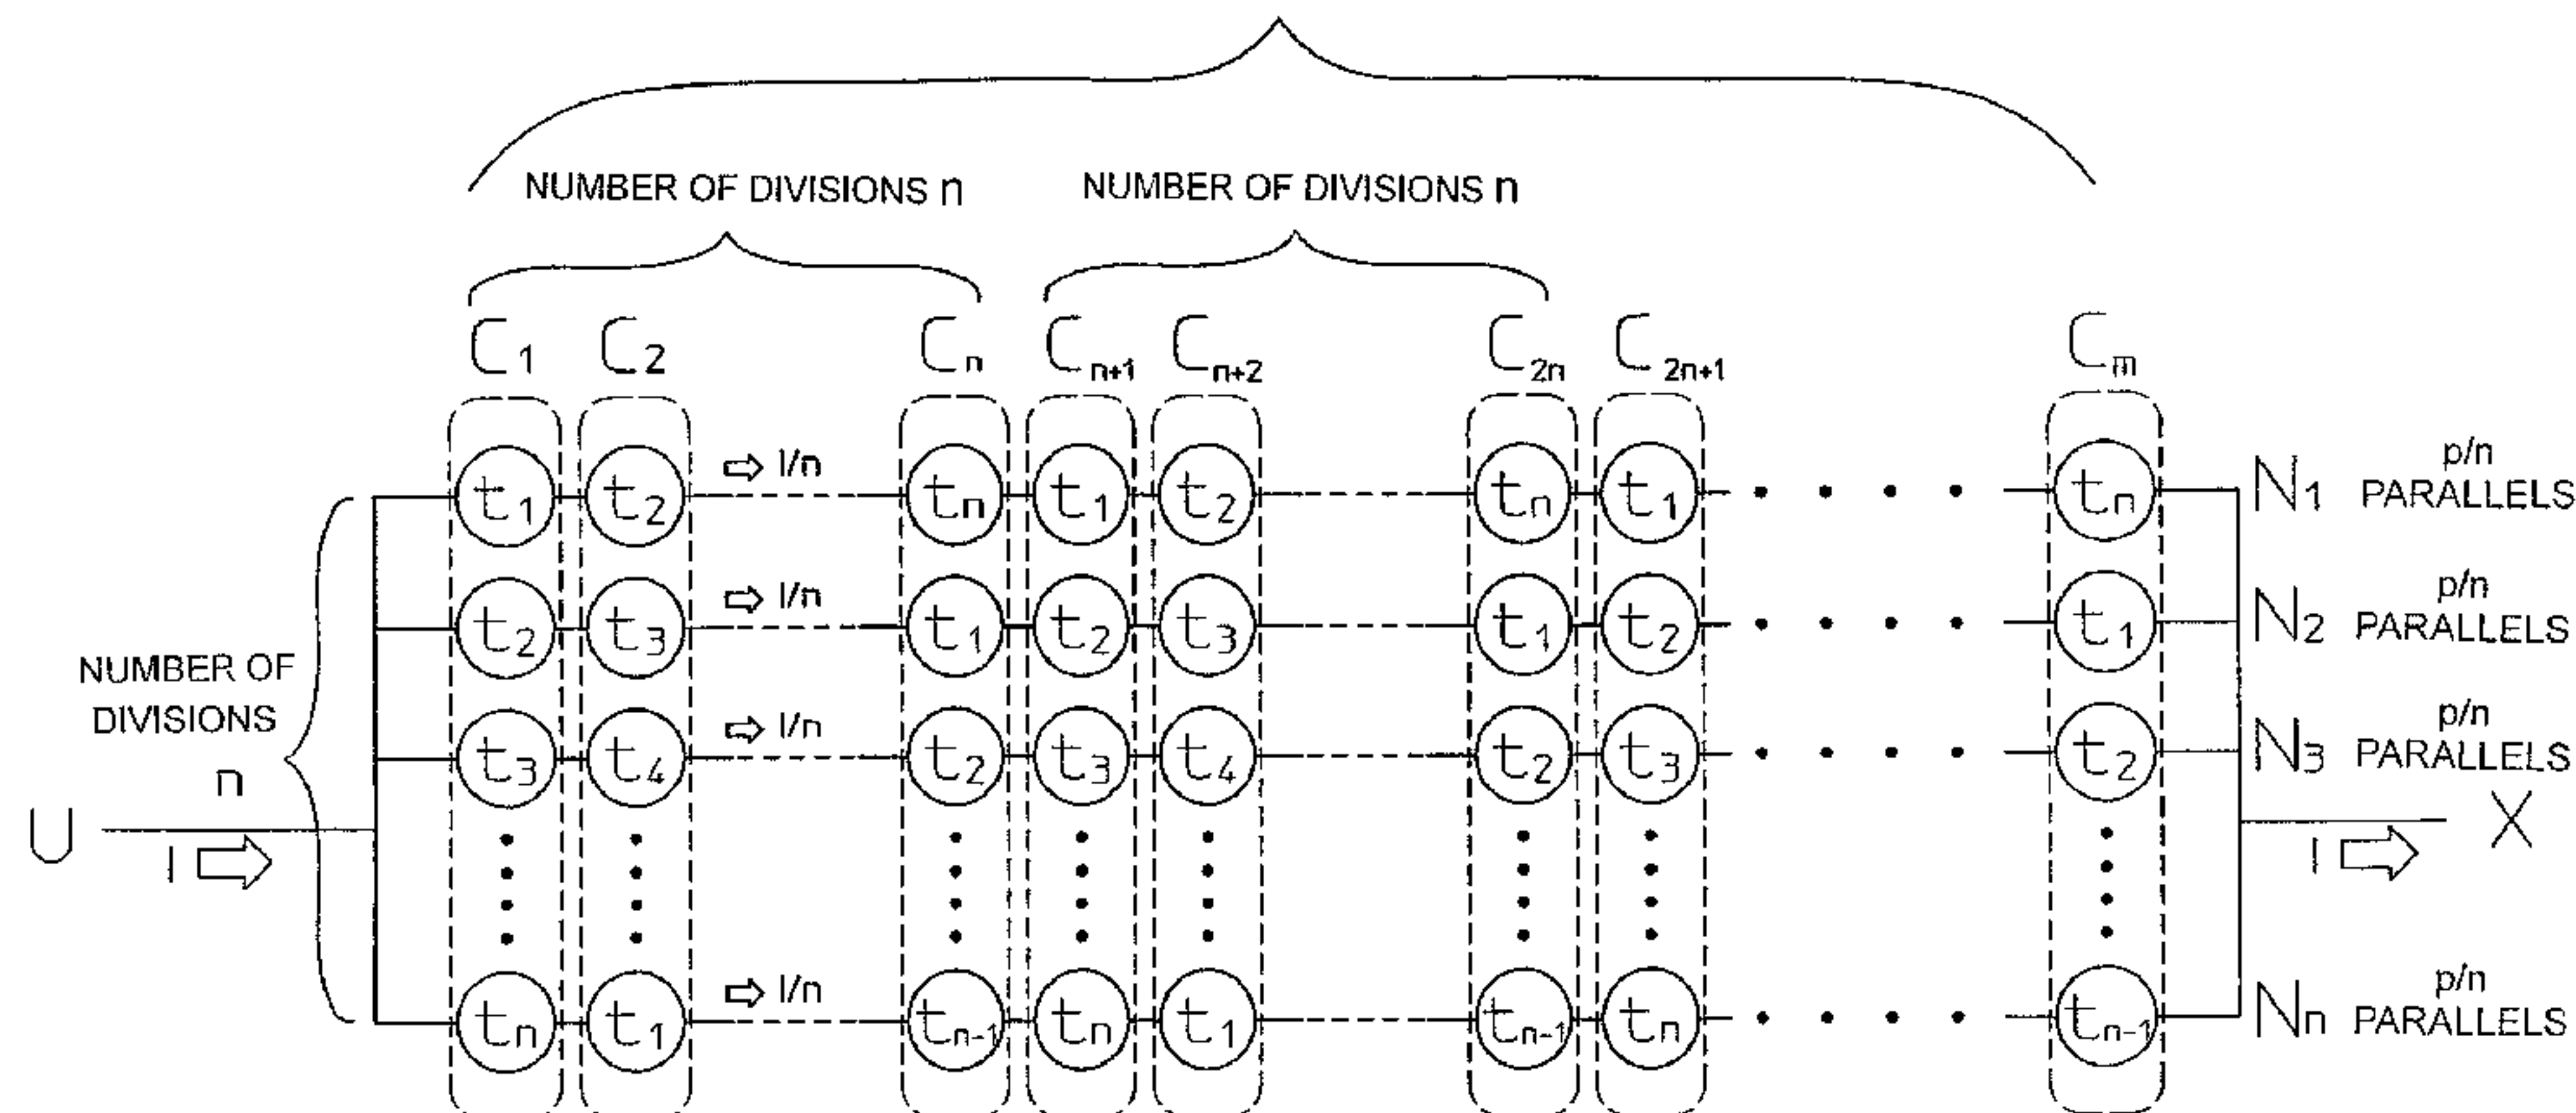 NUMBER OF DIVISIONS n NUMBER OF DIVISIONS n
C1 C2 Cn Cn+1 Cn+2 C2n C2n+1 Cm
t1 t2 ⇨ I/n tn t1 t2 tn t1 tn N1 p/n PARALLELS
t2 t3 ⇨ I/n t1 t2 t3 t1 t2 t1 N2 p/n PARALLELS
t3 t4 ⇨ I/n t2 t3 t4 t2 t3 t2 N3 p/n PARALLELS
NUMBER OF
DIVISIONS
n
U I ⇨ I ⇨ X
tn t1 ⇨ I/n tn-1 tn t1 tn-1 tn tn-1 Nn p/n PARALLELS